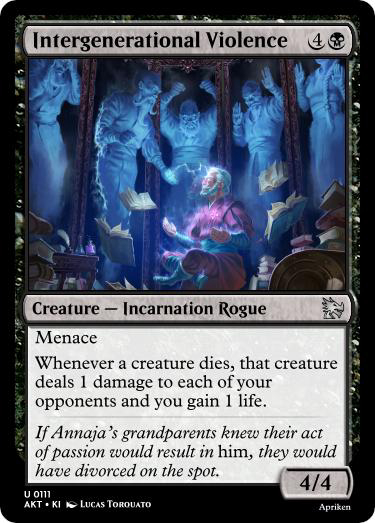 Intergenerational Violence 4
Creature — Incarnation Rogue
Menace
Whenever a creature dies, that creature
deals 1 damage to each of your
opponents and you gain 1 life.
If Annaja's grandparents knew their act
of passion would result in him, they would
have divorced on the spot.
4/4
U 0111
AKT • KI Lucas Torquato
Apriken